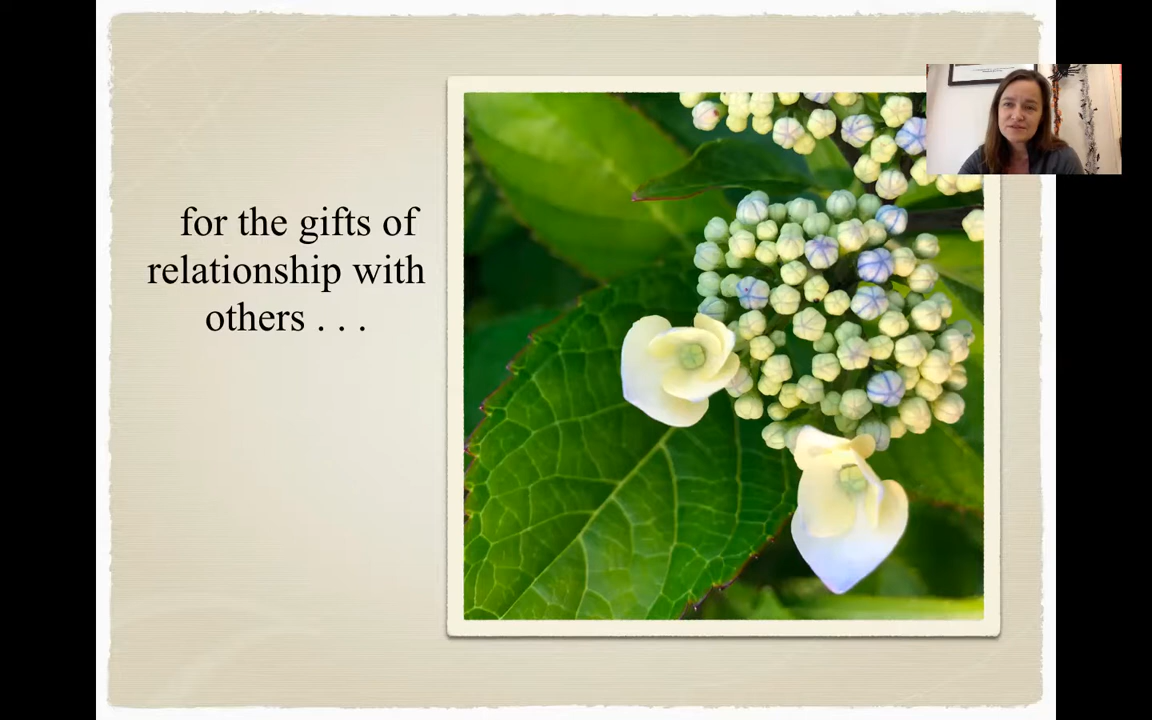 for the gifts of
relationship with
others . . .